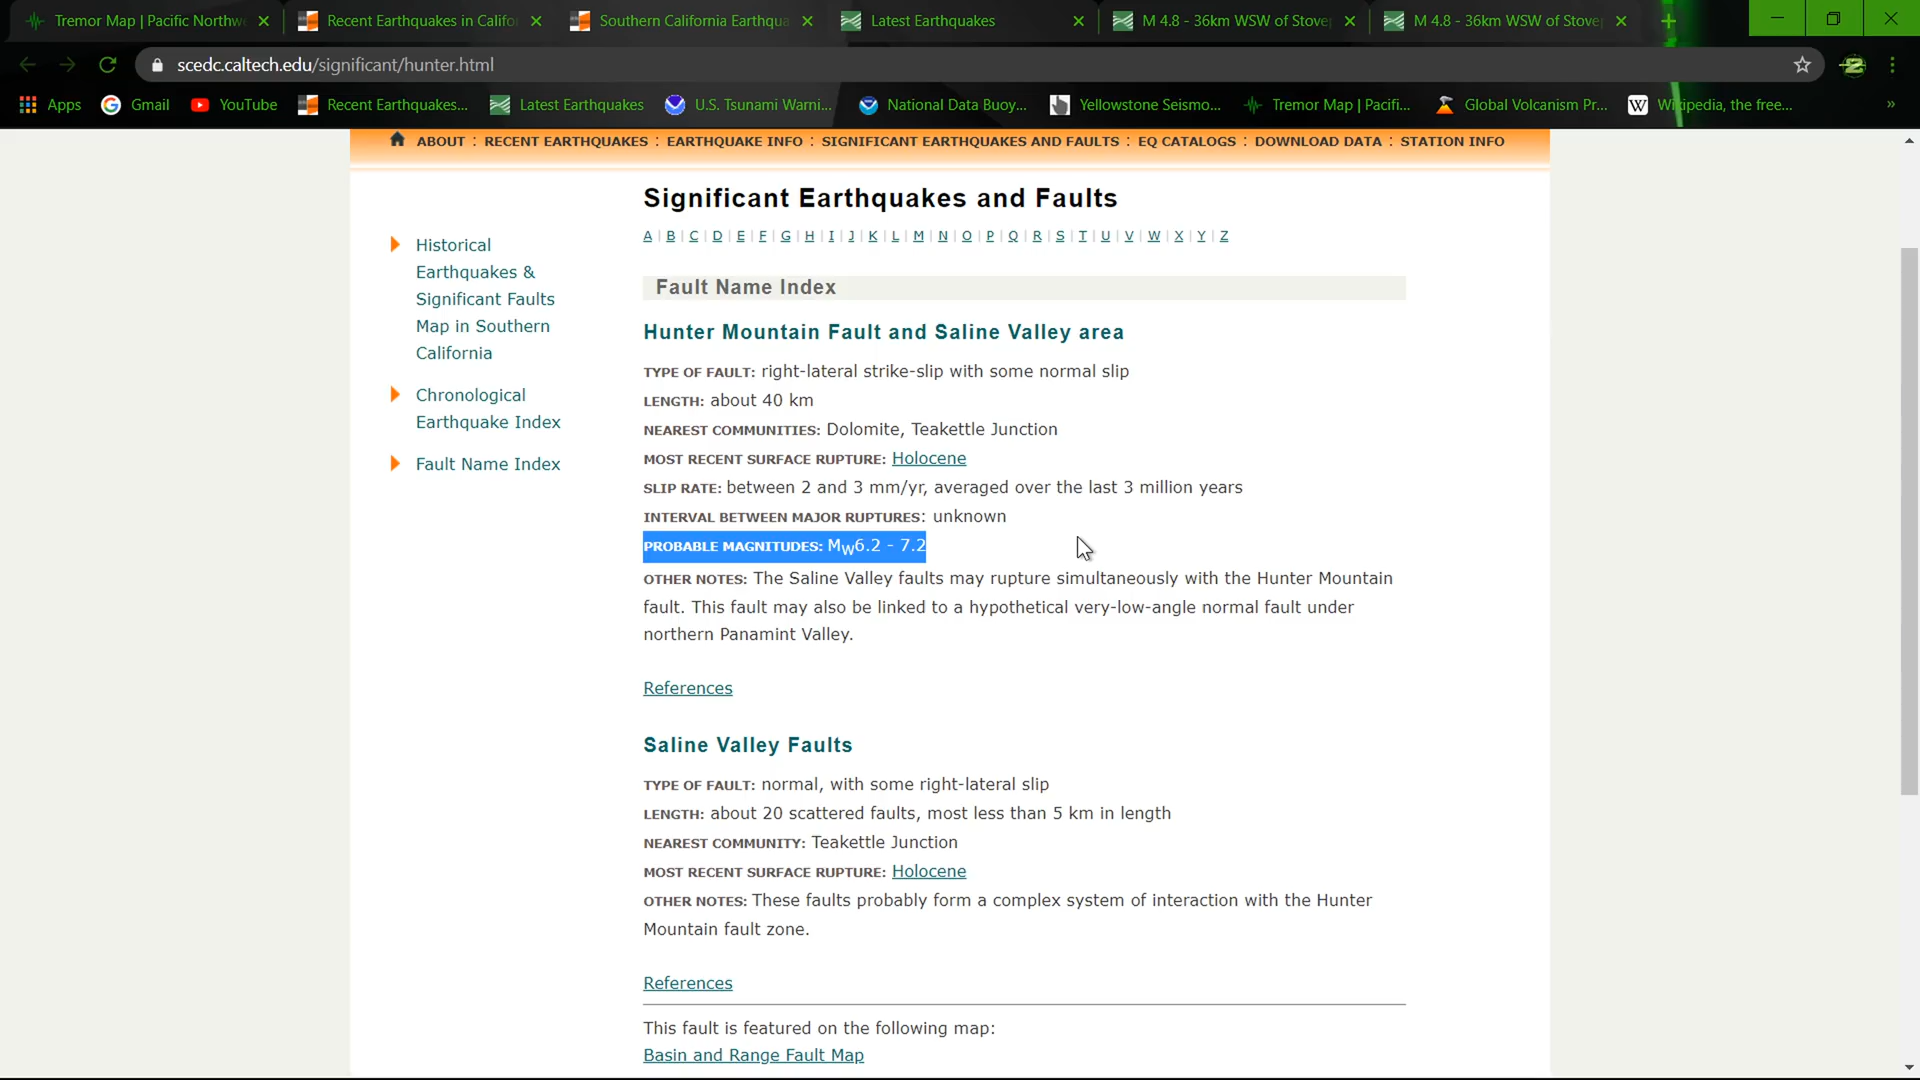 Tremor Map | Pacific Northw
Recent Earthquakes in Califo
Southern California Earthqua
Latest Earthquakes
M 4.8 - 36km WSW of Stove
M 4.8 - 36km WSW of Stove
scedc.caltech.edu/significant/hunter.html
Apps
Gmail
YouTube
Recent Earthquakes...
Latest Earthquakes
U.S. Tsunami Warni...
National Data Buoy...
Yellowstone Seismo...
Tremor Map | Pacifi...
Global Volcanism Pr...
W
Wikipedia, the free...
»
ABOUT : RECENT EARTHQUAKES : EARTHQUAKE INFO : SIGNIFICANT EARTHQUAKES AND FAULTS : EQ CATALOGS : DOWNLOAD DATA : STATION INFO
Significant Earthquakes and Faults
A | B | C | D | E | F | G | H | I | J | K | L | M | N | O | P | Q | R | S | T | U | V | W | X | Y | Z
Historical
Earthquakes &
Significant Faults
Map in Southern
California
Chronological
Earthquake Index
Fault Name Index
Fault Name Index
Hunter Mountain Fault and Saline Valley area
TYPE OF FAULT: right-lateral strike-slip with some normal slip
LENGTH: about 40 km
NEAREST COMMUNITIES: Dolomite, Teakettle Junction
MOST RECENT SURFACE RUPTURE: Holocene
SLIP RATE: between 2 and 3 mm/yr, averaged over the last 3 million years
INTERVAL BETWEEN MAJOR RUPTURES: unknown
PROBABLE MAGNITUDES: MW6.2 - 7.2
OTHER NOTES: The Saline Valley faults may rupture simultaneously with the Hunter Mountain
fault. This fault may also be linked to a hypothetical very-low-angle normal fault under
northern Panamint Valley.
References
Saline Valley Faults
TYPE OF FAULT: normal, with some right-lateral slip
LENGTH: about 20 scattered faults, most less than 5 km in length
NEAREST COMMUNITY: Teakettle Junction
MOST RECENT SURFACE RUPTURE: Holocene
OTHER NOTES: These faults probably form a complex system of interaction with the Hunter
Mountain fault zone.
References
This fault is featured on the following map:
Basin and Range Fault Map